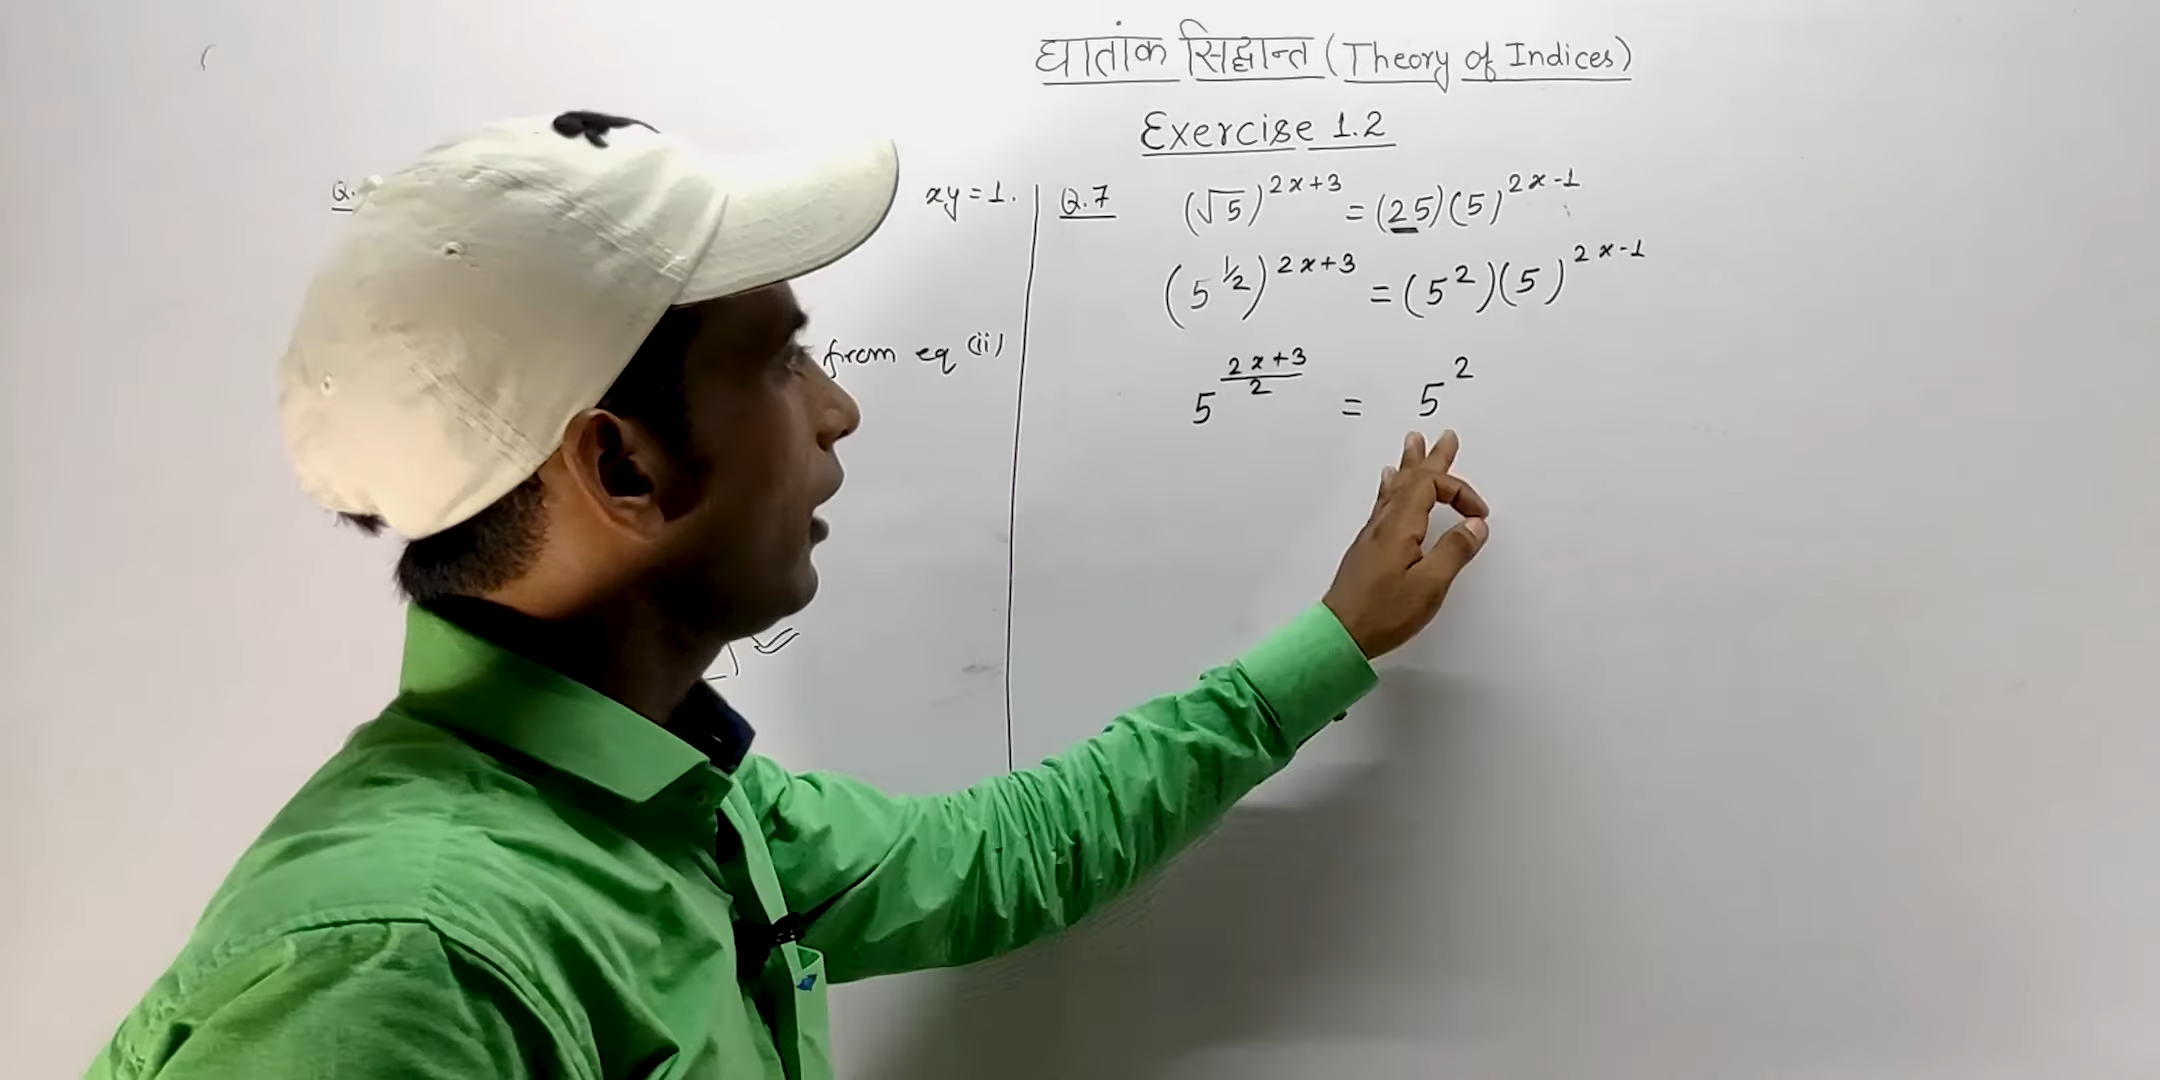 घातांक सिद्धान्त (Theory of Indices)
Exercise 1.2
Q.
xy = 1.
from eq (ii)
Q.7 (√5)^2x+3 = (25)(5)^2x-1
(5^1/2)^2x+3 = (5^2)(5)^2x-1
5^(2x+3)/2 = 5^2